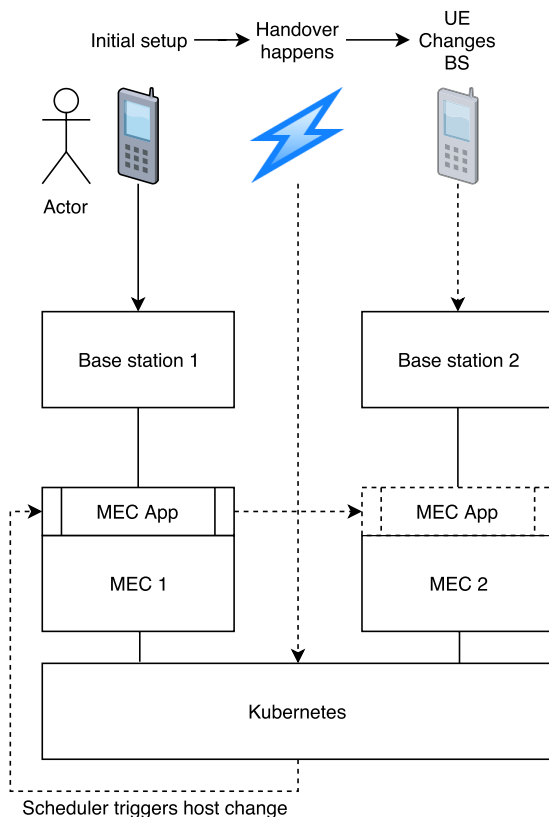 Initial setup
Handover
happens
UE
Changes
BS
Actor
Base station 1
Base station 2
MEC App
MEC App
MEC 1
MEC 2
Kubernetes
Scheduler triggers host change